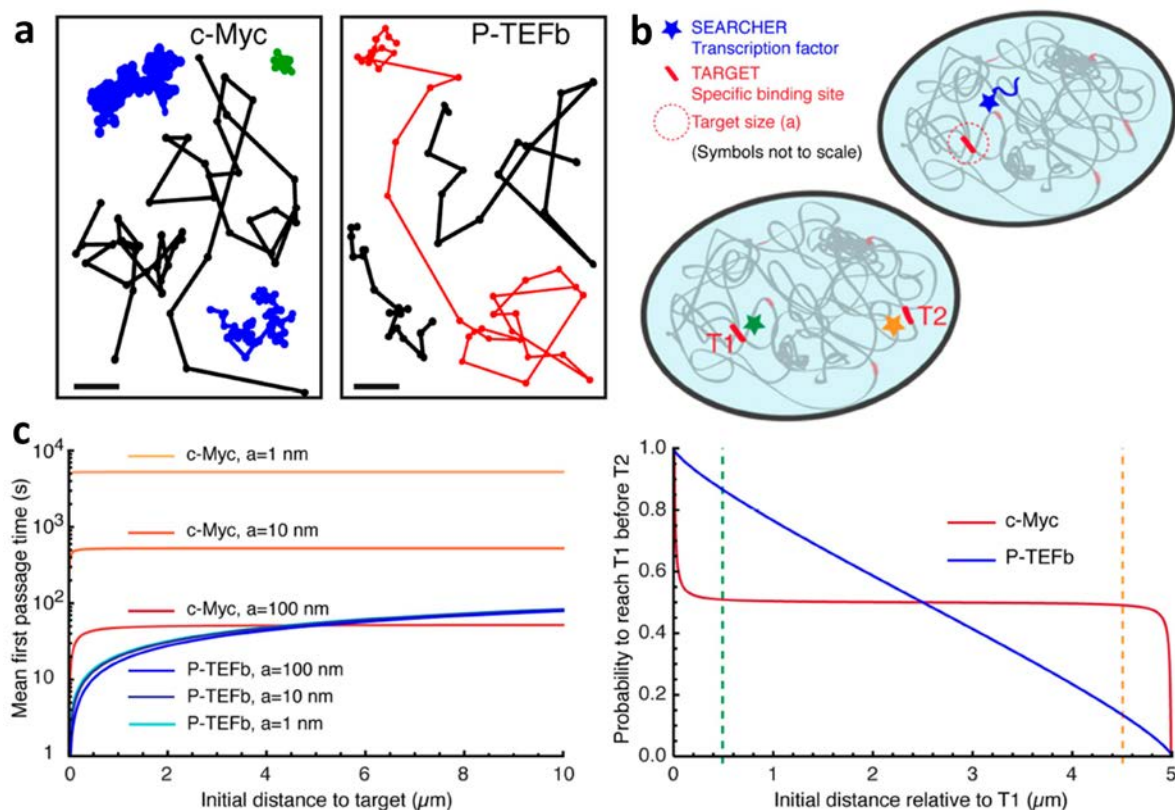 a
c-Myc
P-TEFb
b
SEARCHER
Transcription factor
TARGET
Specific binding site
Target size (a)
(Symbols not to scale)
T1
T2
c
Mean first passage time (s)
10⁴
10³
10²
10
1
c-Myc, a=1 nm
c-Myc, a=10 nm
c-Myc, a=100 nm
P-TEFb, a=100 nm
P-TEFb, a=10 nm
P-TEFb, a=1 nm
0 2 4 6 8 10
Initial distance to target (µm)
Probability to reach T1 before T2
1.0
0.8
0.6
0.4
0.2
0.0
c-Myc
P-TEFb
0 1 2 3 4 5
Initial distance relative to T1 (µm)